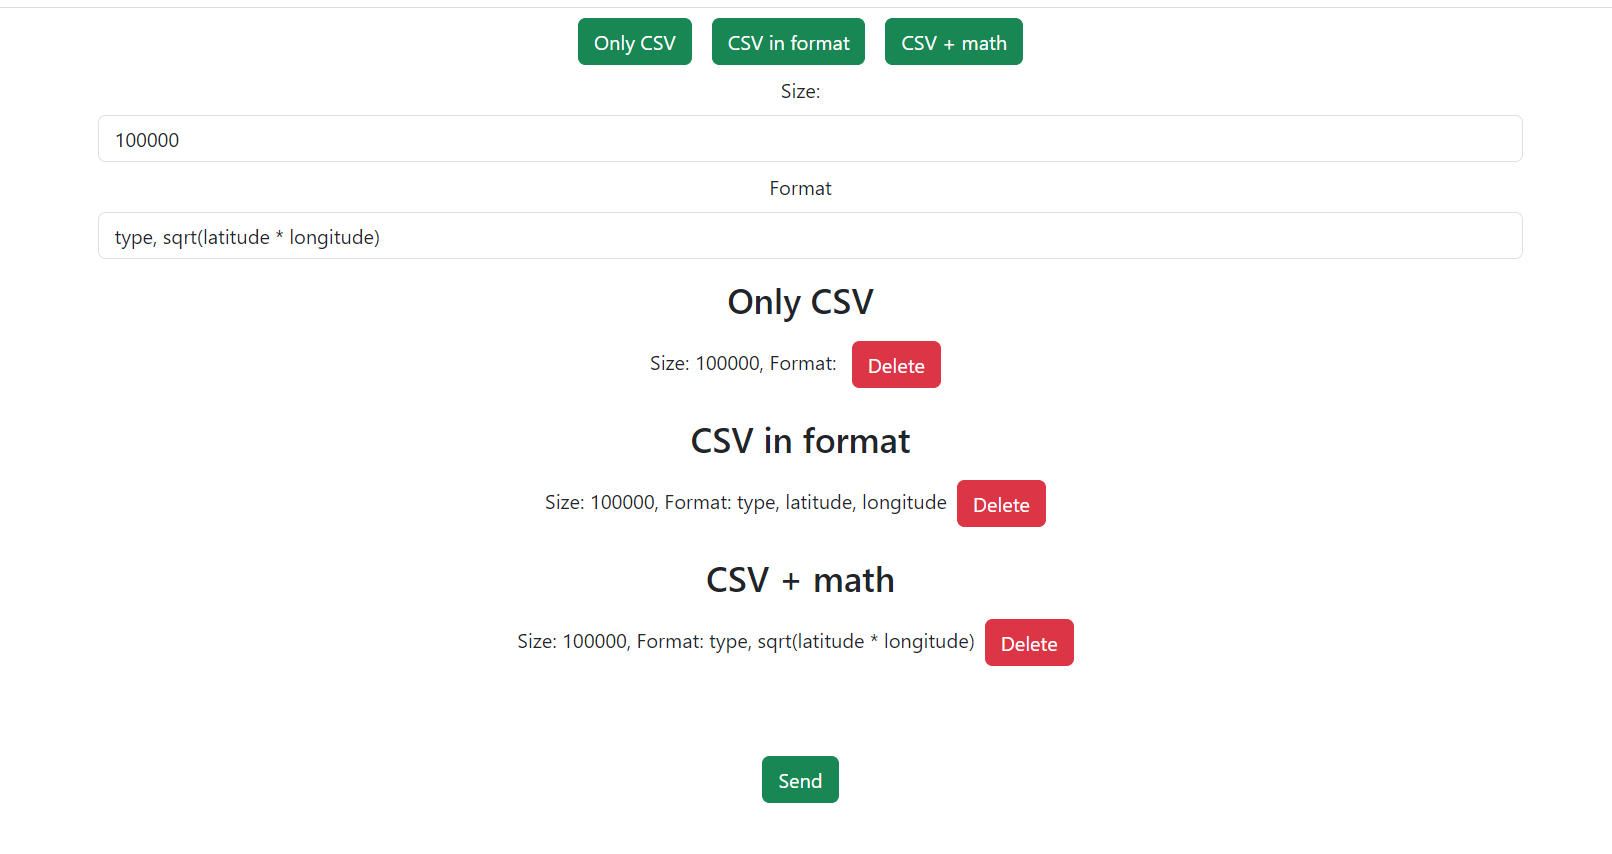 Only CSV CSV in format CSV + math
Size:
100000
Format
type, sqrt(latitude * longitude)
Only CSV
Size: 100000, Format: Delete
CSV in format
Size: 100000, Format: type, latitude, longitude Delete
CSV + math
Size: 100000, Format: type, sqrt(latitude * longitude) Delete
Send